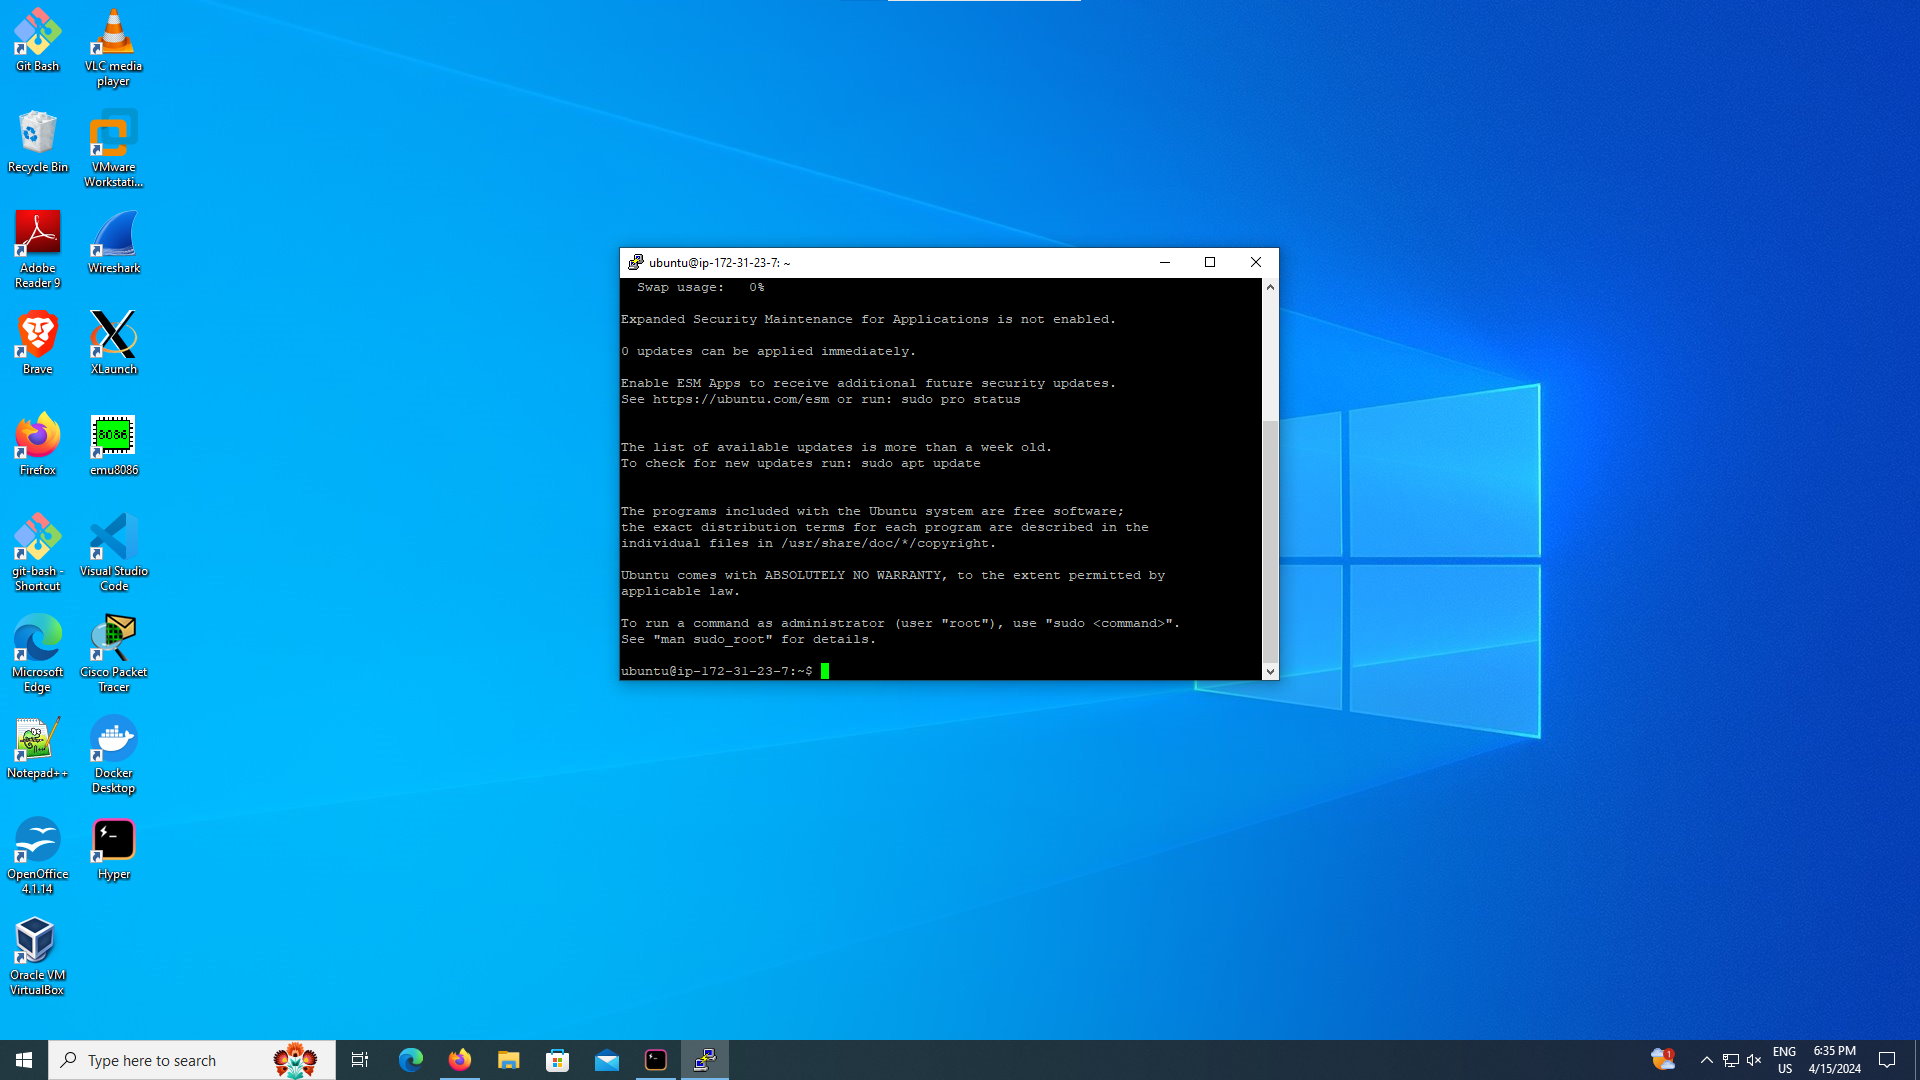 Git Bash
VLC media
player
Recycle Bin
VMware
Workstati...
Adobe
Reader 9
Wireshark
Brave
XLaunch
Firefox
8086
emu8086
git-bash -
Shortcut
Visual Studio
Code
Microsoft
Edge
Cisco Packet
Tracer
Notepad++
Docker
Desktop
OpenOffice
4.1.14
Hyper
Oracle VM
VirtualBox
ubuntu@ip-172-31-23-7: ~
Swap usage:   0%
Expanded Security Maintenance for Applications is not enabled.
0 updates can be applied immediately.
Enable ESM Apps to receive additional future security updates.
See https://ubuntu.com/esm or run: sudo pro status
The list of available updates is more than a week old.
To check for new updates run: sudo apt update
The programs included with the Ubuntu system are free software;
the exact distribution terms for each program are described in the
individual files in /usr/share/doc/*/copyright.
Ubuntu comes with ABSOLUTELY NO WARRANTY, to the extent permitted by
applicable law.
To run a command as administrator (user "root"), use "sudo <command>".
See "man sudo_root" for details.
ubuntu@ip-172-31-23-7:~$
Type here to search
1
ENG
US
6:35 PM
4/15/2024